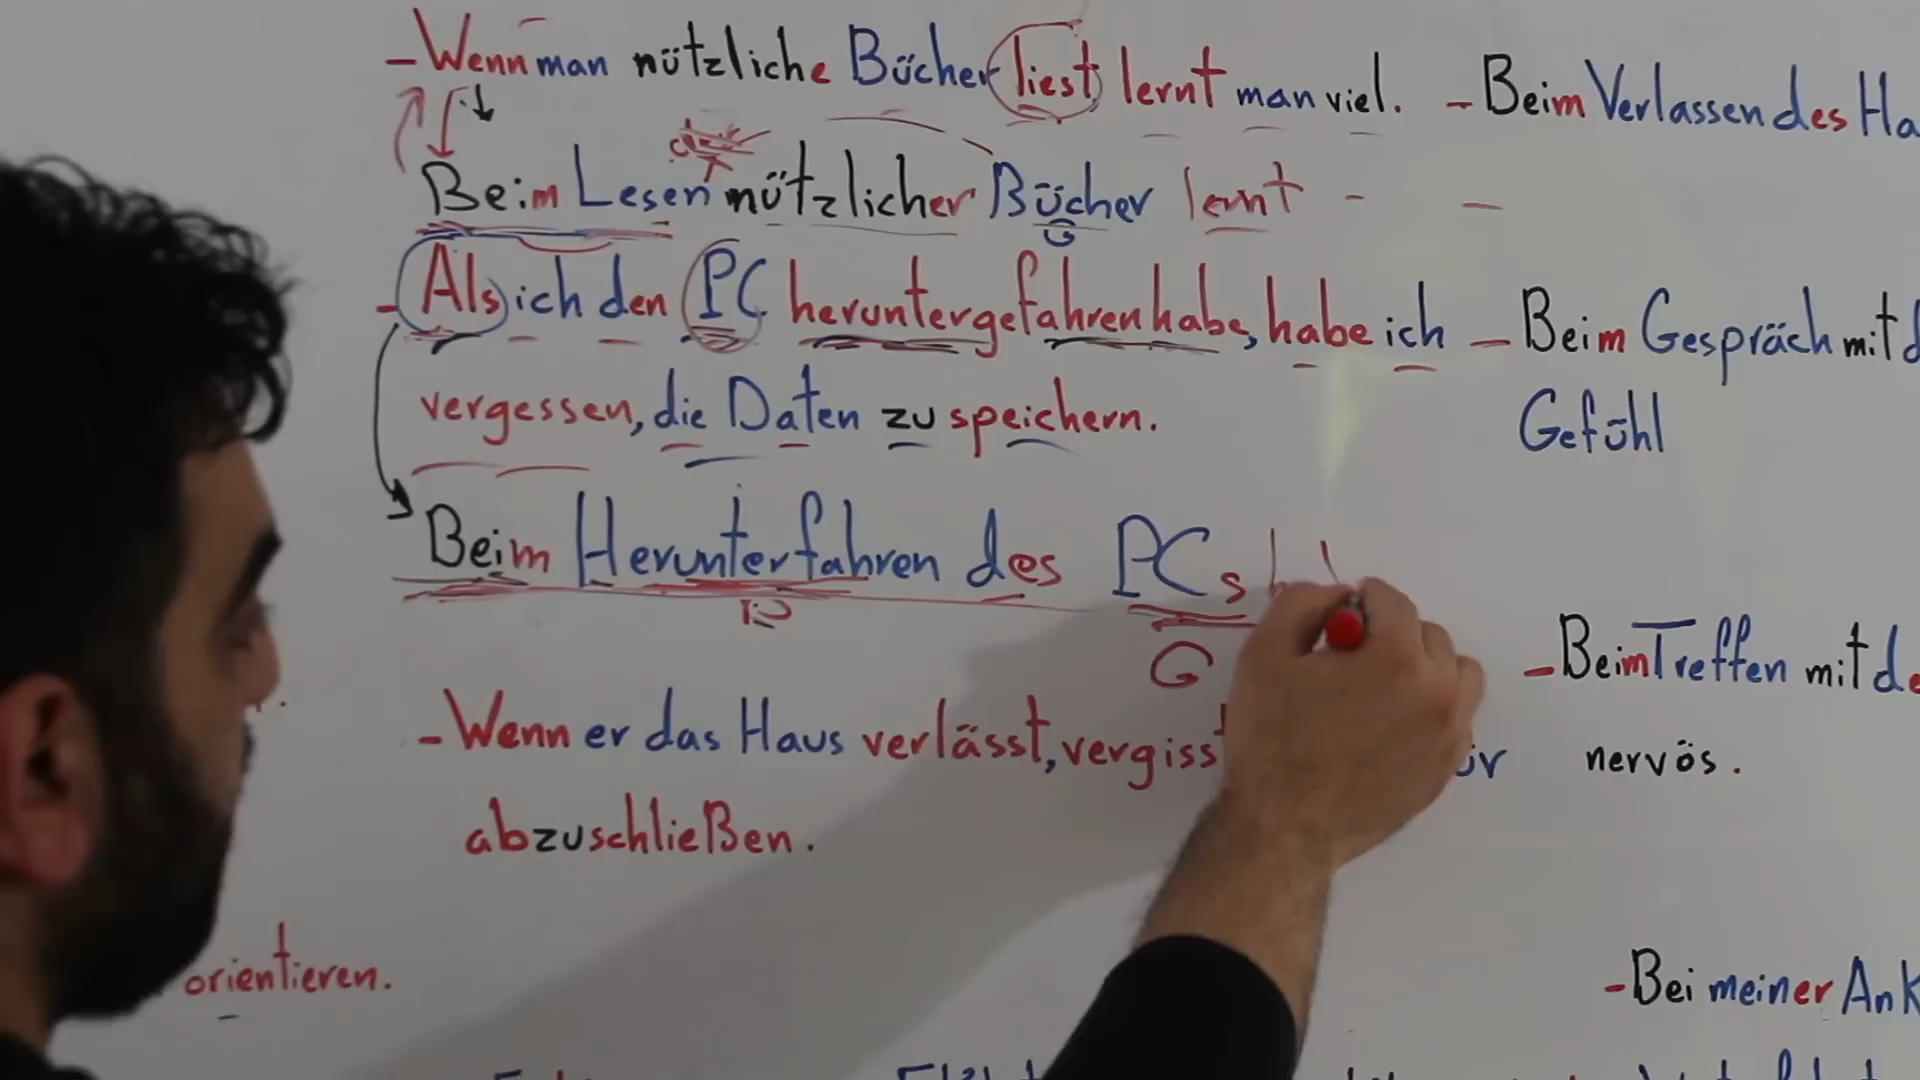 - Wenn man nützliche Bücher liest lernt man viel.
Beim Lesen nützlicher Bücher lernt - -
- Als ich den PC heruntergefahren habe, habe ich
vergessen, die Daten zu speichern.
Beim Herunterfahren des PCs
G
- Wenn er das Haus verlässt, vergisst
abzuschließen.
orientieren.
- Beim Verlassen des Ha
- Beim Gespräch mit d
Gefühl
- Beim Treffen mit de
nervös.
- Bei meiner Ank